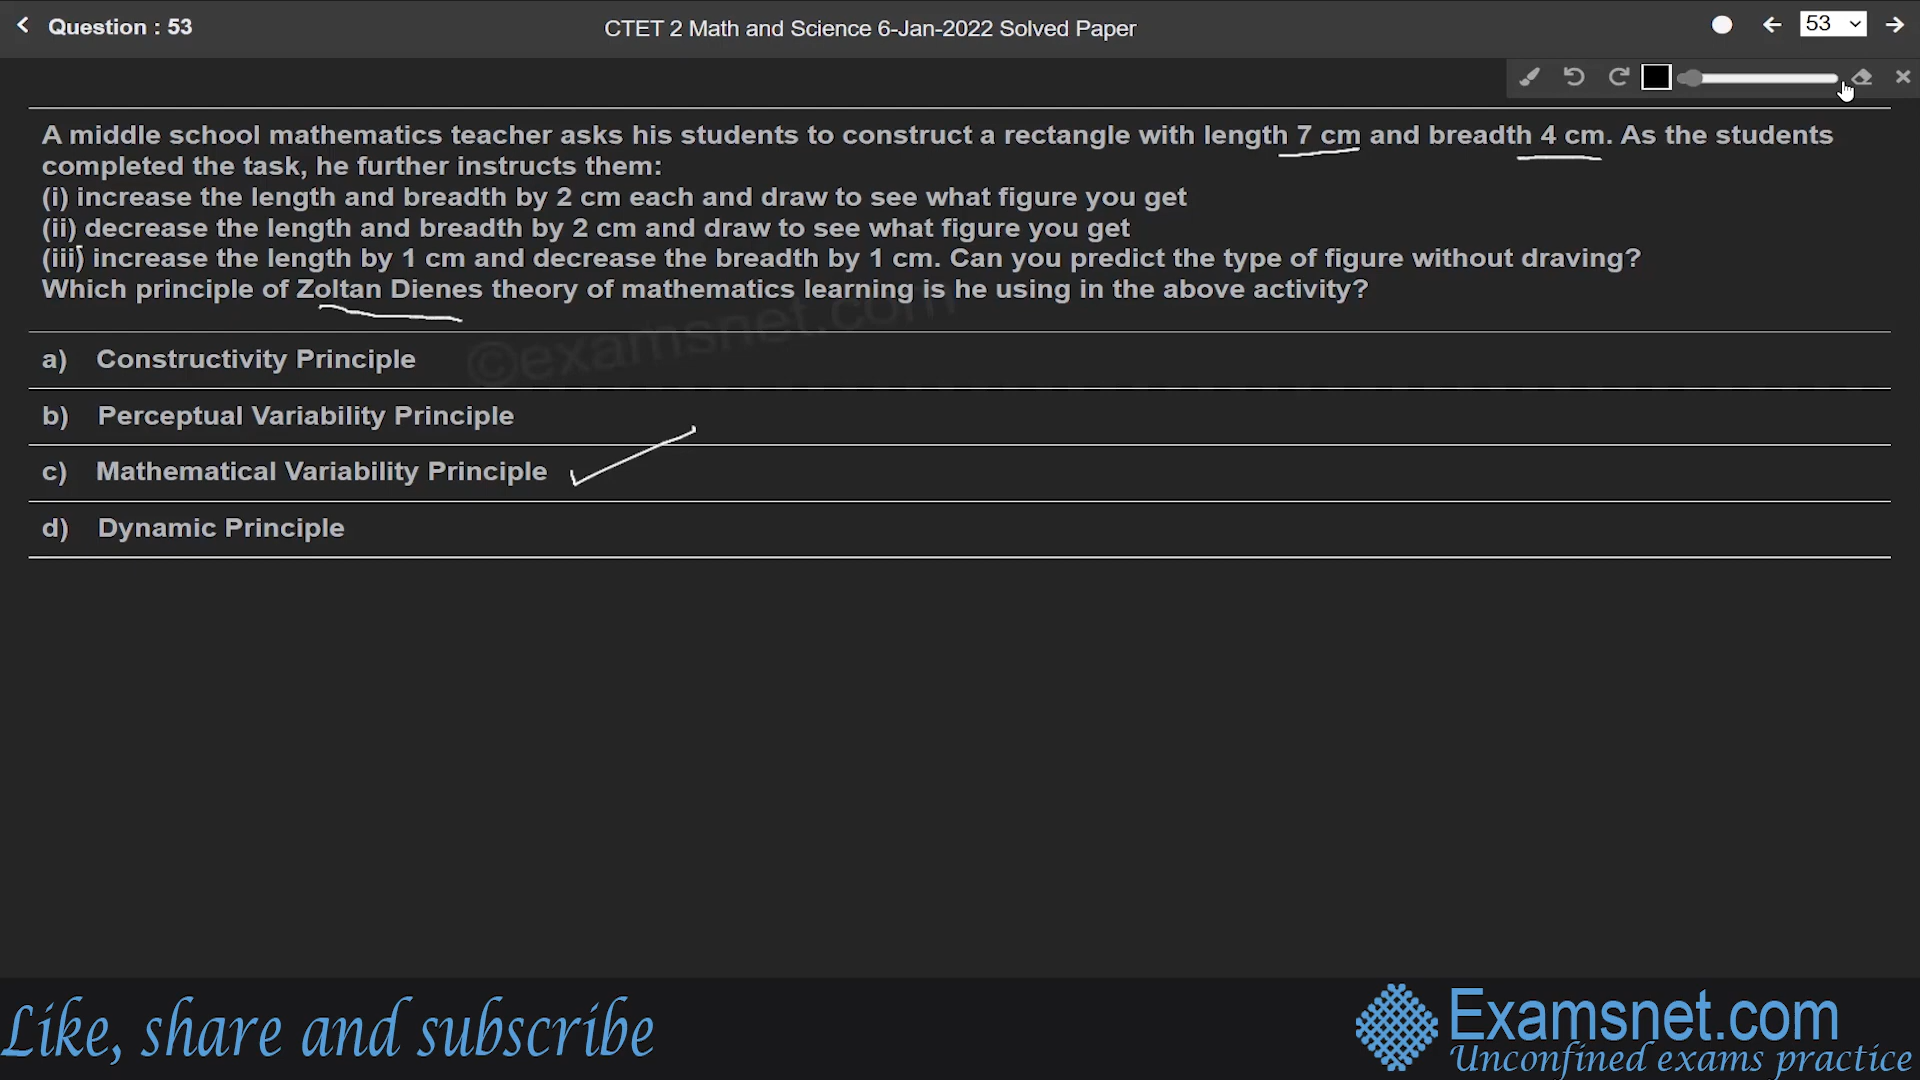 Question : 53
CTET 2 Math and Science 6-Jan-2022 Solved Paper
53
A middle school mathematics teacher asks his students to construct a rectangle with length 7 cm and breadth 4 cm. As the students
completed the task, he further instructs them:
(i) increase the length and breadth by 2 cm each and draw to see what figure you get
(ii) decrease the length and breadth by 2 cm and draw to see what figure you get
(iii) increase the length by 1 cm and decrease the breadth by 1 cm. Can you predict the type of figure without draving?
Which principle of Zoltan Dienes theory of mathematics learning is he using in the above activity?
©examsnet.com
a) Constructivity Principle
b) Perceptual Variability Principle
c) Mathematical Variability Principle
d) Dynamic Principle
Like, share and subscribe
Examsnet.com
Unconfined exams practice